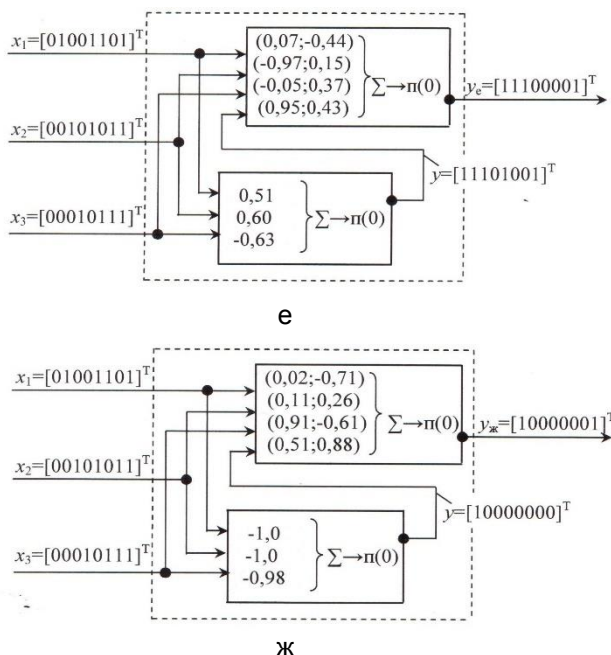 x₁=[01001101]ᵀ
(0,07;-0,44)
(-0,97;0,15)
(-0,05;0,37)
(0,95;0,43)
∑→п(0)
yₑ=[11100001]ᵀ
x₂=[00101011]ᵀ
y=[11101001]ᵀ
x₃=[00010111]ᵀ
0,51
0,60
-0,63
∑→п(0)
е
x₁=[01001101]ᵀ
(0,02;-0,71)
(0,11;0,26)
(0,91;-0,61)
(0,51;0,88)
∑→п(0)
yж=[10000001]ᵀ
x₂=[00101011]ᵀ
y=[10000000]ᵀ
x₃=[00010111]ᵀ
-1,0
-1,0
-0,98
∑→п(0)
ж